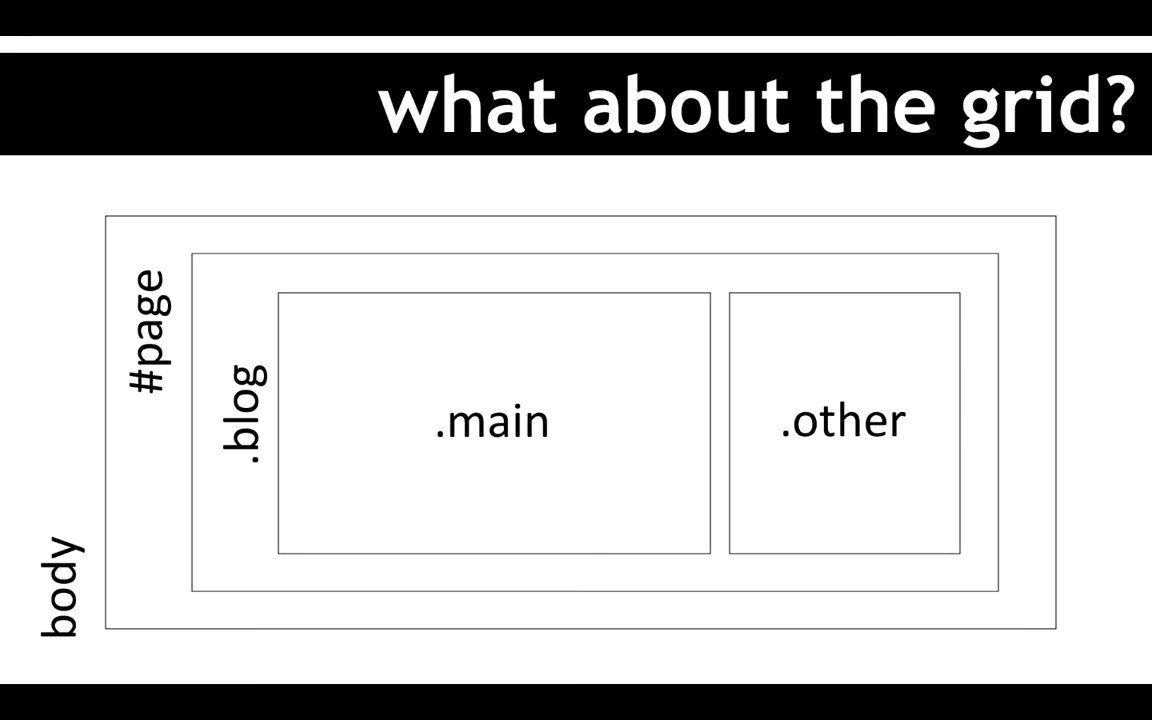 what about the grid?
#page
.blog
.main
.other
body